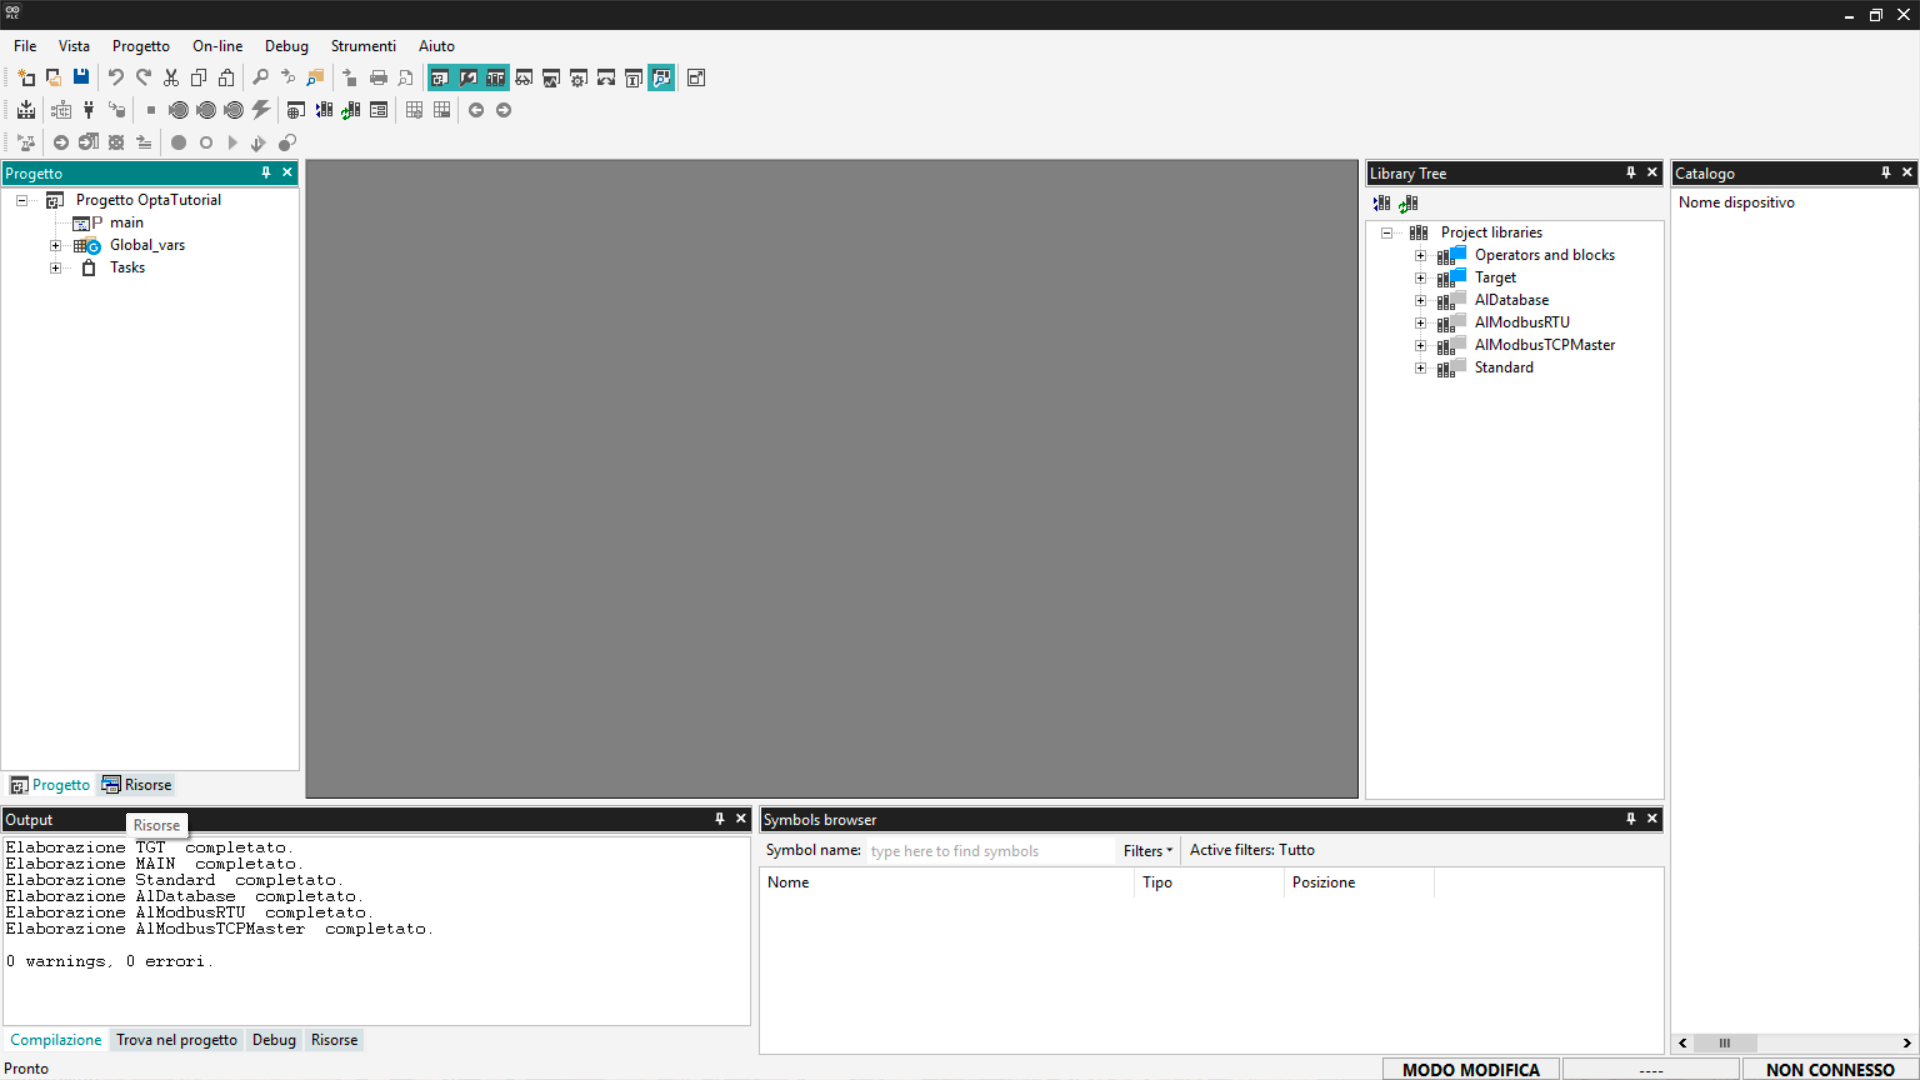 PLC
File Vista Progetto On-line Debug Strumenti Aiuto
Progetto
Progetto OptaTutorial
P main
G Global_vars
Tasks
Progetto Risorse
Library Tree
Project libraries
Operators and blocks
Target
AlDatabase
AlModbusRTU
AlModbusTCPMaster
Standard
Catalogo
Nome dispositivo
Output
Risorse
Elaborazione TGT completato.
Elaborazione MAIN completato.
Elaborazione Standard completato.
Elaborazione AlDatabase completato.
Elaborazione AlModbusRTU completato.
Elaborazione AlModbusTCPMaster completato.
0 warnings, 0 errori.
Compilazione Trova nel progetto Debug Risorse
Symbols browser
Symbol name: type here to find symbols Filters Active filters: Tutto
Nome Tipo Posizione
Pronto MODO MODIFICA ---- NON CONNESSO